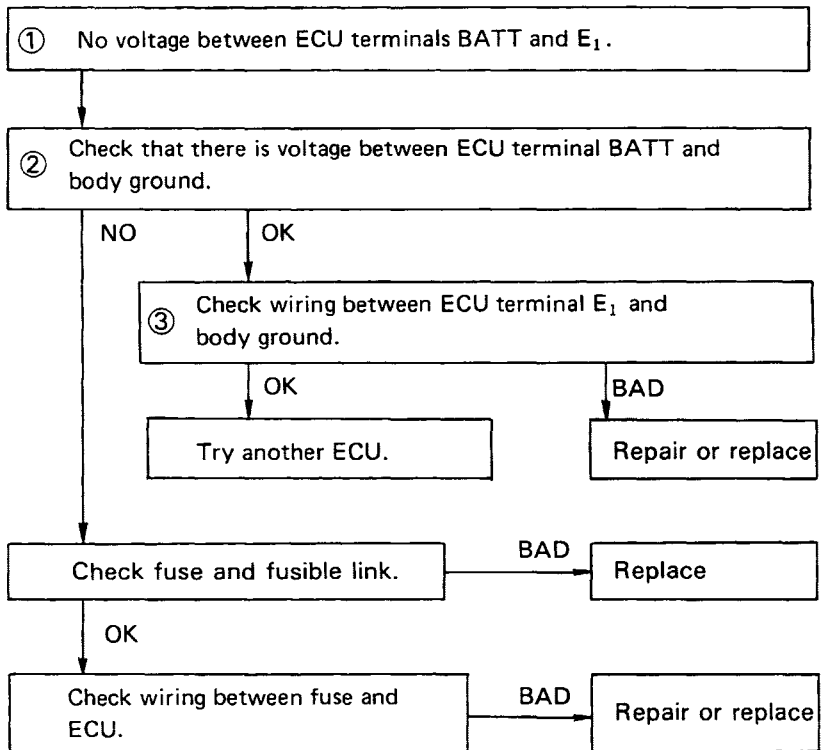 ① No voltage between ECU terminals BATT and E₁.
② Check that there is voltage between ECU terminal BATT and
body ground.
NO
OK
③ Check wiring between ECU terminal E₁ and
body ground.
OK
BAD
Try another ECU.
Repair or replace
Check fuse and fusible link.
BAD
Replace
OK
Check wiring between fuse and
ECU.
BAD
Repair or replace